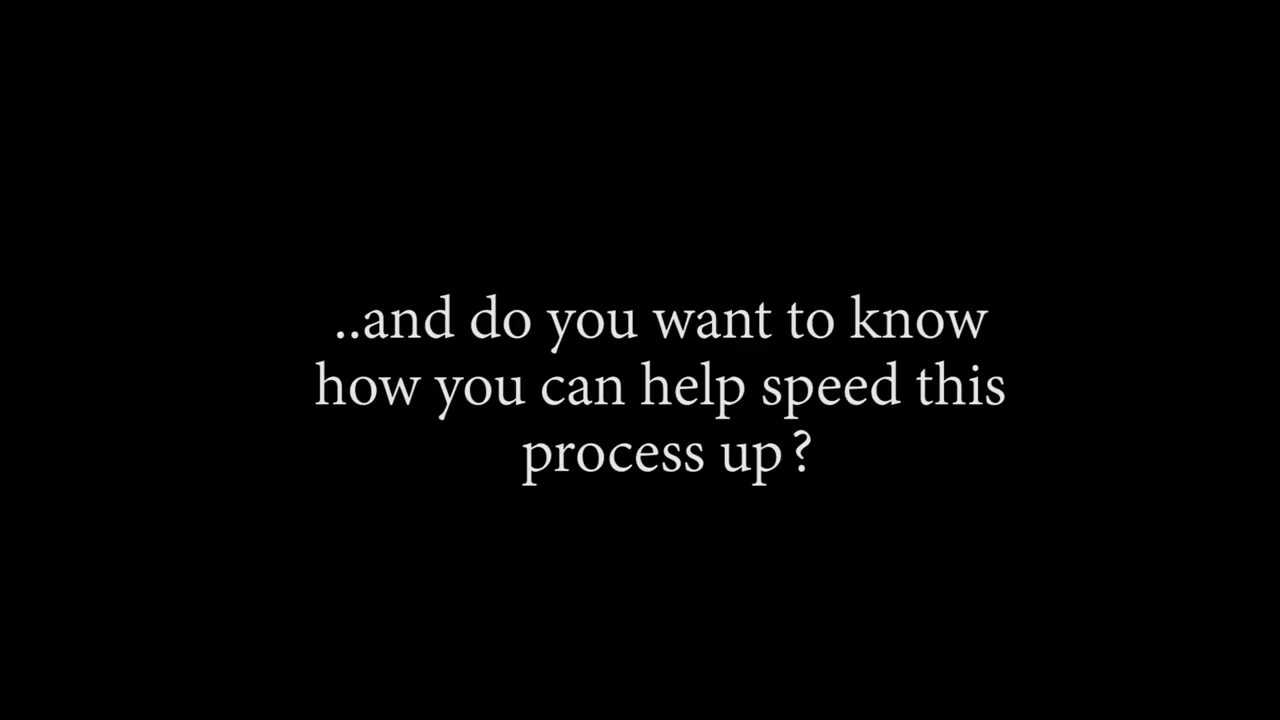 ..and do you want to know
how you can help speed this
process up?